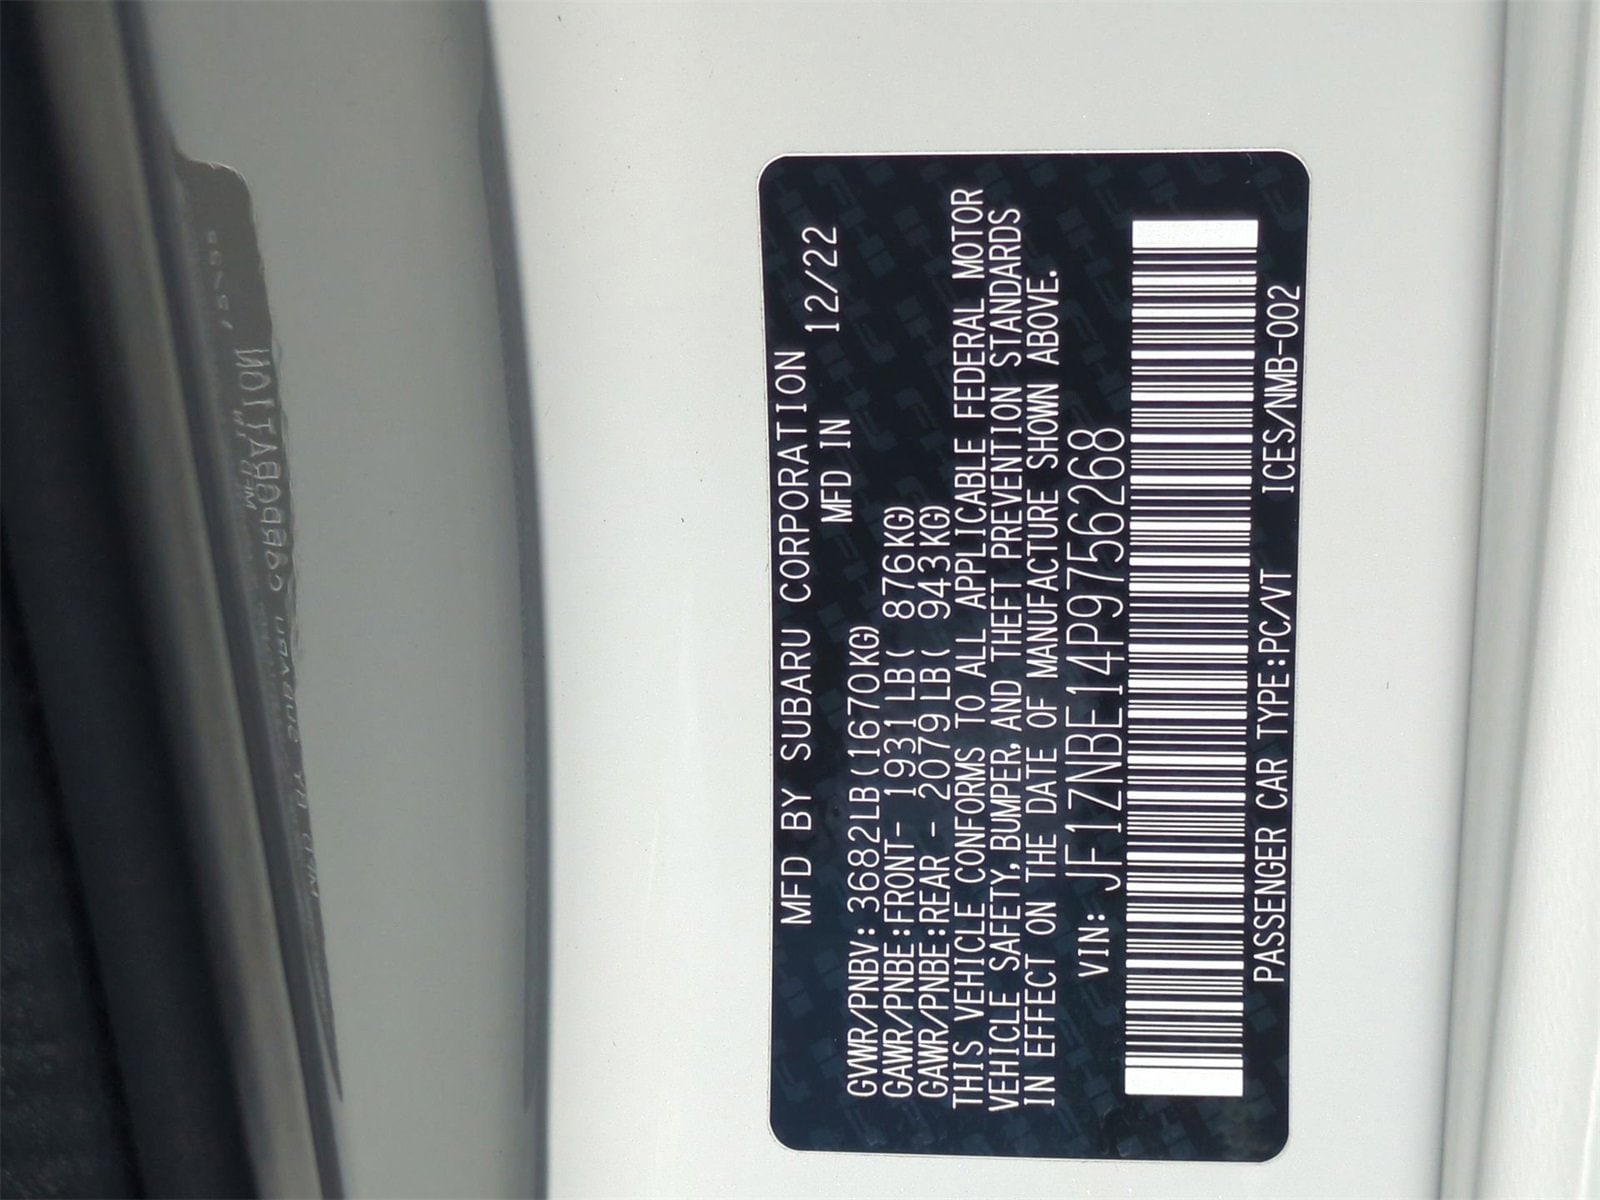 MFD BY SUBARU CORPORATION
MFD IN 12/22
GVWR/PNBV: 3682LB(1670KG)
GAWR/PNBE:FRONT- 1931LB( 876KG)
GAWR/PNBE:REAR - 2079LB( 943KG)
THIS VEHICLE CONFORMS TO ALL APPLICABLE FEDERAL MOTOR
VEHICLE SAFETY, BUMPER, AND THEFT PREVENTION STANDARDS
IN EFFECT ON THE DATE OF MANUFACTURE SHOWN ABOVE.
VIN: JF1ZNBE14P9756268
PASSENGER CAR TYPE:PC/VT ICES/NMB-002